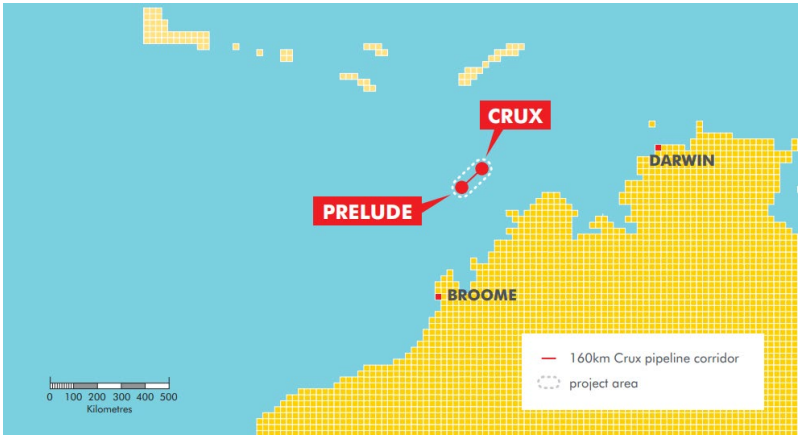 CRUX
DARWIN
PRELUDE
BROOME
160km Crux pipeline corridor
project area
0 100 200 300 400 500
Kilometres